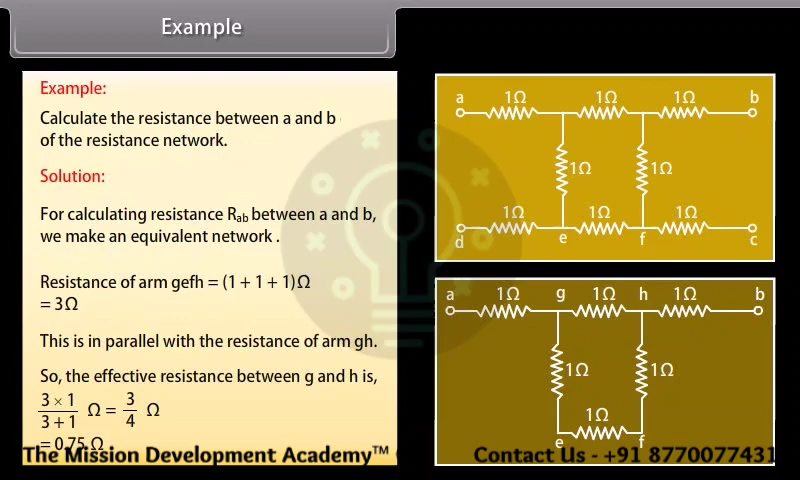 Example
Example:
Calculate the resistance between a and b
of the resistance network.
Solution:
For calculating resistance Rab between a and b,
we make an equivalent network .
Resistance of arm gefh = (1 + 1 + 1)Ω
= 3Ω
This is in parallel with the resistance of arm gh.
So, the effective resistance between g and h is,
3 × 1 / 3 + 1 Ω = 3 / 4 Ω
= 0.75 Ω
a 1Ω 1Ω 1Ω b
1Ω 1Ω
1Ω 1Ω 1Ω
d e f c
a 1Ω g 1Ω h 1Ω b
1Ω 1Ω
1Ω
e f
The Mission Development Academy™ (
Contact Us - +91 8770077431